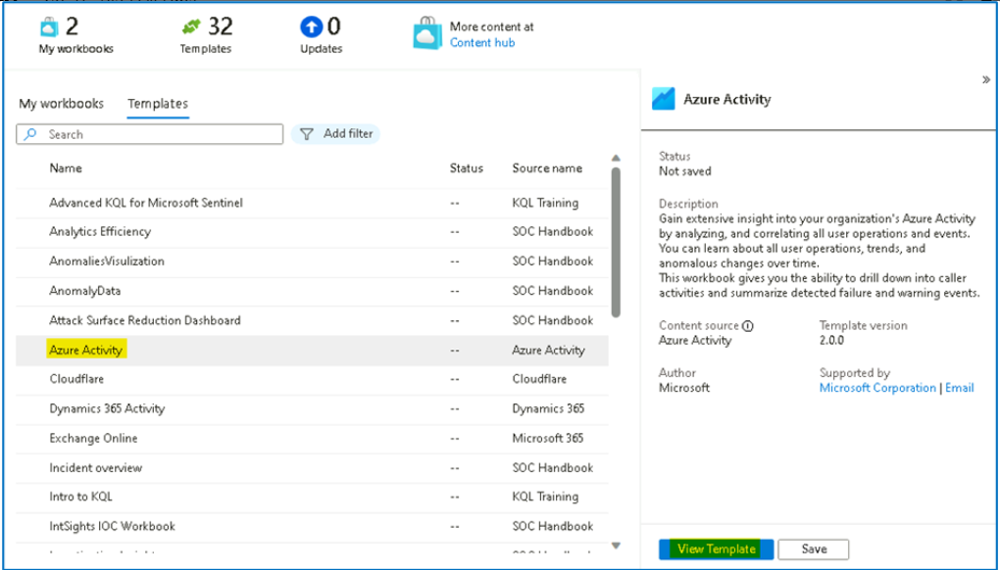 2
My workbooks
32
Templates
0
Updates
More content at
Content hub
My workbooks Templates
Search
Add filter
Name Status Source name
Advanced KQL for Microsoft Sentinel -- KQL Training
Analytics Efficiency -- SOC Handbook
AnomaliesVisulization -- SOC Handbook
AnomalyData -- SOC Handbook
Attack Surface Reduction Dashboard -- SOC Handbook
Azure Activity -- Azure Activity
Cloudflare -- Cloudflare
Dynamics 365 Activity -- Dynamics 365
Exchange Online -- Microsoft 365
Incident overview -- SOC Handbook
Intro to KQL -- KQL Training
IntSights IOC Workbook -- SOC Handbook
»
Azure Activity
Status
Not saved
Description
Gain extensive insight into your organization's Azure Activity
by analyzing, and correlating all user operations and events.
You can learn about all user operations, trends, and
anomalous changes over time.
This workbook gives you the ability to drill down into caller
activities and summarize detected failure and warning events.
Content source Template version
Azure Activity 2.0.0
Author Supported by
Microsoft Microsoft Corporation | Email
View Template Save